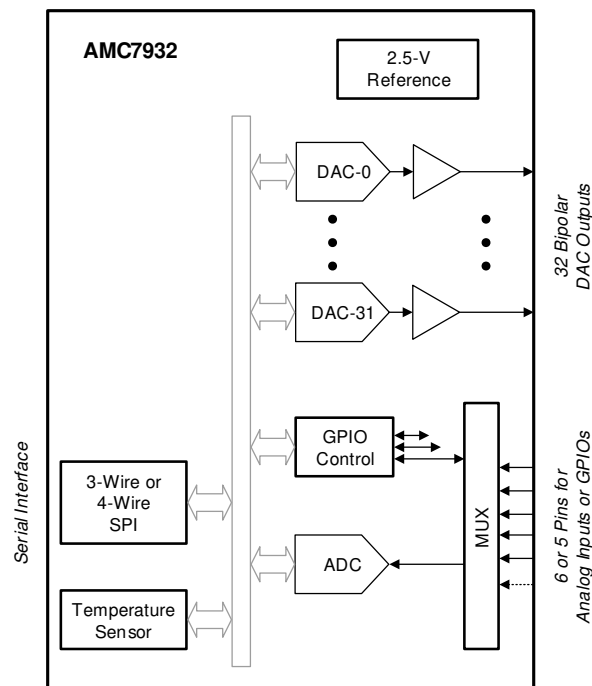 AMC7932
2.5-V
Reference
DAC-0
32 Bipolar
DAC Outputs
DAC-31
GPIO
Control
Serial Interface
3-Wire or
4-Wire
SPI
MUX
6 or 5 Pins for
Analog Inputs or GPIOs
ADC
Temperature
Sensor